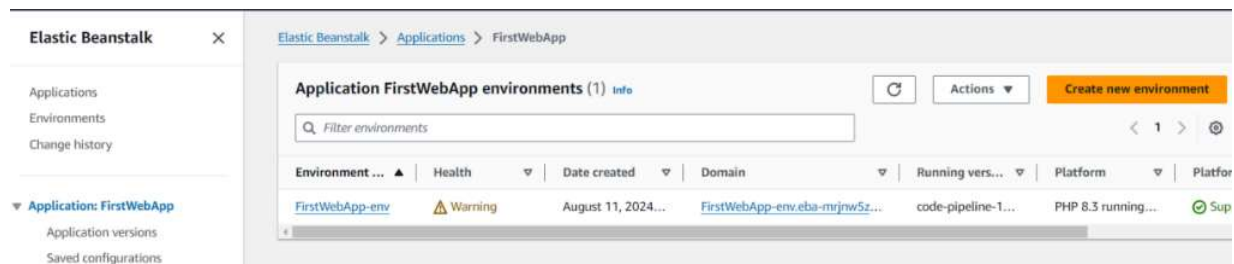 Elastic Beanstalk
Elastic Beanstalk > Applications > FirstWebApp
Applications
Environments
Change history
Application: FirstWebApp
Application versions
Saved configurations
Application FirstWebApp environments (1) Info
Actions
Create new environment
Filter environments
1
Environment ... Health Date created Domain Running vers... Platform Platfor
FirstWebApp-env Warning August 11, 2024... FirstWebApp-env.eba-mrjnw5z... code-pipeline-1... PHP 8.3 running... Sup